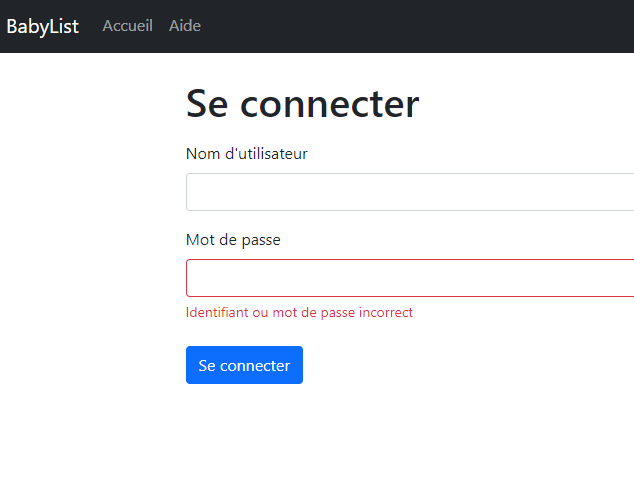 BabyList Accueil Aide
Se connecter
Nom d'utilisateur
Mot de passe
Identifiant ou mot de passe incorrect
Se connecter